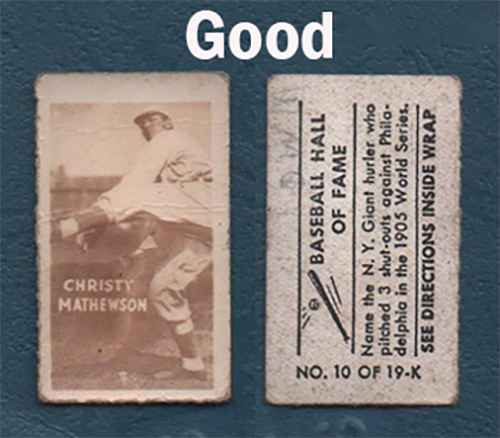 Good
CHRISTY
MATHEWSON
BASEBALL HALL
OF FAME
Name the N. Y. Giant hurler who
pitched 3 shut-outs against Phila-
delphia in the 1905 World Series.
SEE DIRECTIONS INSIDE WRAP
NO. 10 OF 19-K